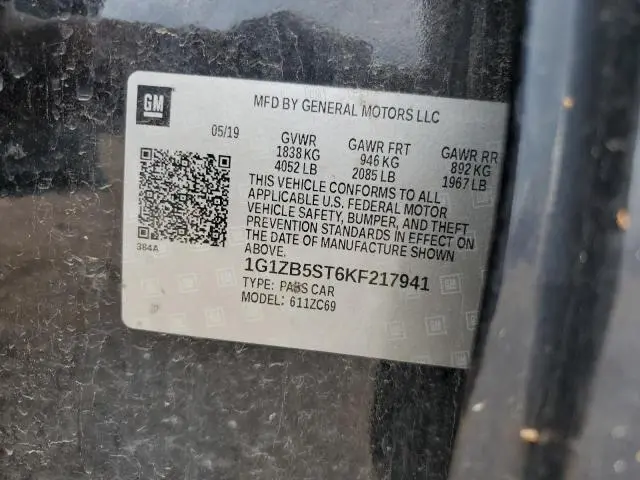 GM
MFD BY GENERAL MOTORS LLC
05/19
GVWR GAWR FRT GAWR RR
1838 KG 946 KG 892 KG
4052 LB 2085 LB 1967 LB
THIS VEHICLE CONFORMS TO ALL
APPLICABLE U.S. FEDERAL MOTOR
VEHICLE SAFETY, BUMPER, AND THEFT
PREVENTION STANDARDS IN EFFECT ON
THE DATE OF MANUFACTURE SHOWN
ABOVE.
384A
1G1ZB5ST6KF217941
TYPE: PASS CAR
MODEL: 611ZC69